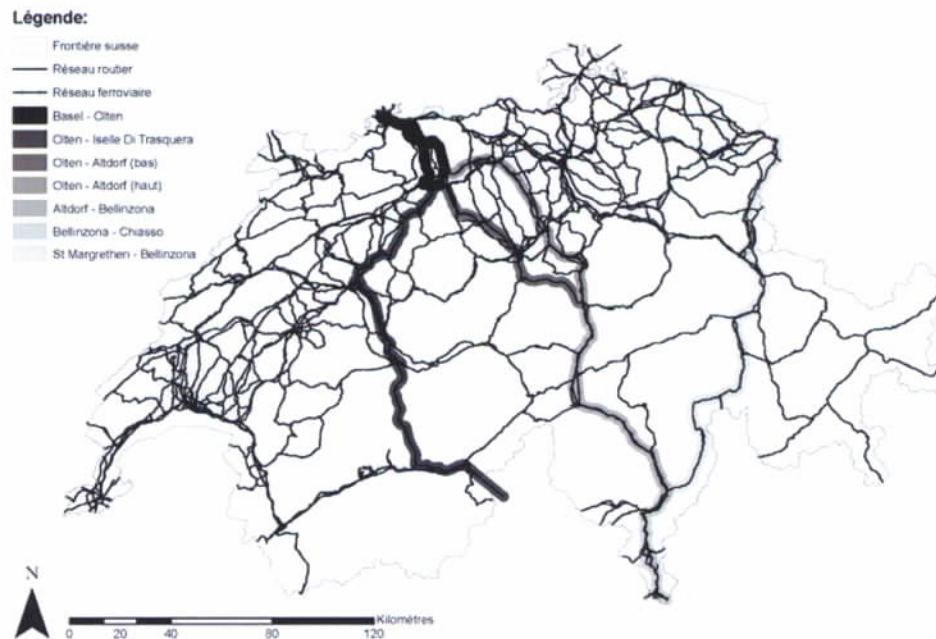 Légende:
Frontière suisse
Réseau routier
Réseau ferroviaire
Basel - Olten
Olten - Iselle Di Trasquera
Olten - Altdorf (bas)
Olten - Altdorf (haut)
Altdorf - Bellinzona
Bellinzona - Chiasso
St Margrethen - Bellinzona
N
Kilomètres
0 20 40 80 120